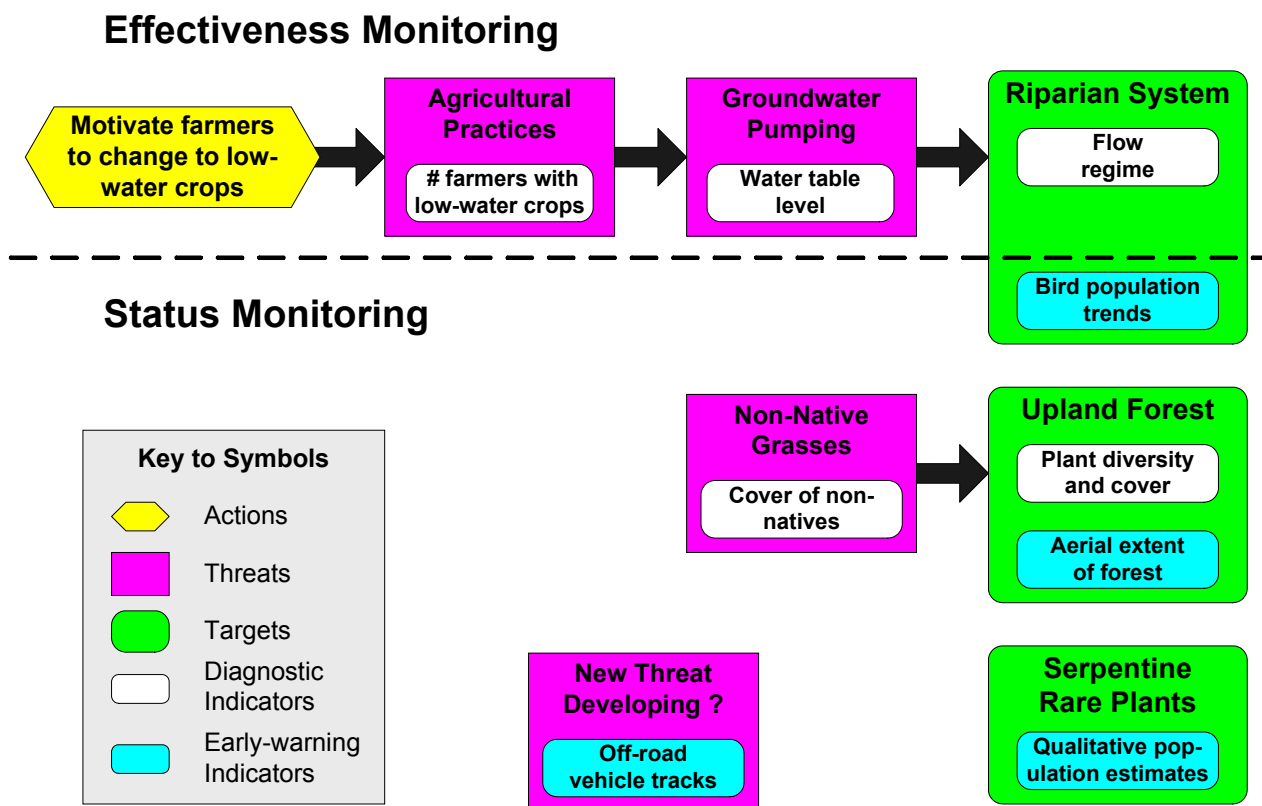 Effectiveness Monitoring
Motivate farmers
to change to low-
water crops
Agricultural
Practices
# farmers with
low-water crops
Groundwater
Pumping
Water table
level
Riparian System
Flow
regime
Bird population
trends
Status Monitoring
Non-Native
Grasses
Cover of non-
natives
Upland Forest
Plant diversity
and cover
Aerial extent
of forest
Key to Symbols
Actions
Threats
Targets
Diagnostic
Indicators
Early-warning
Indicators
New Threat
Developing ?
Off-road
vehicle tracks
Serpentine
Rare Plants
Qualitative pop-
ulation estimates